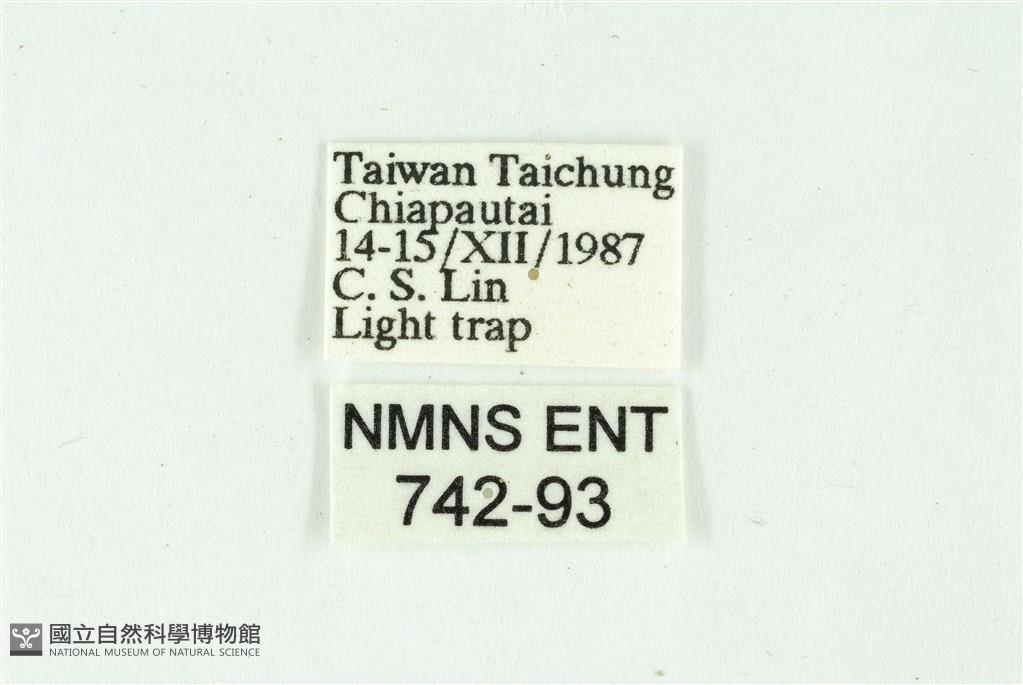 Taiwan Taichung
Chiapautai
14-15/XII/1987
C. S. Lin
Light trap
NMNS ENT
742-93
國立自然科學博物館
NATIONAL MUSEUM OF NATURAL SCIENCE